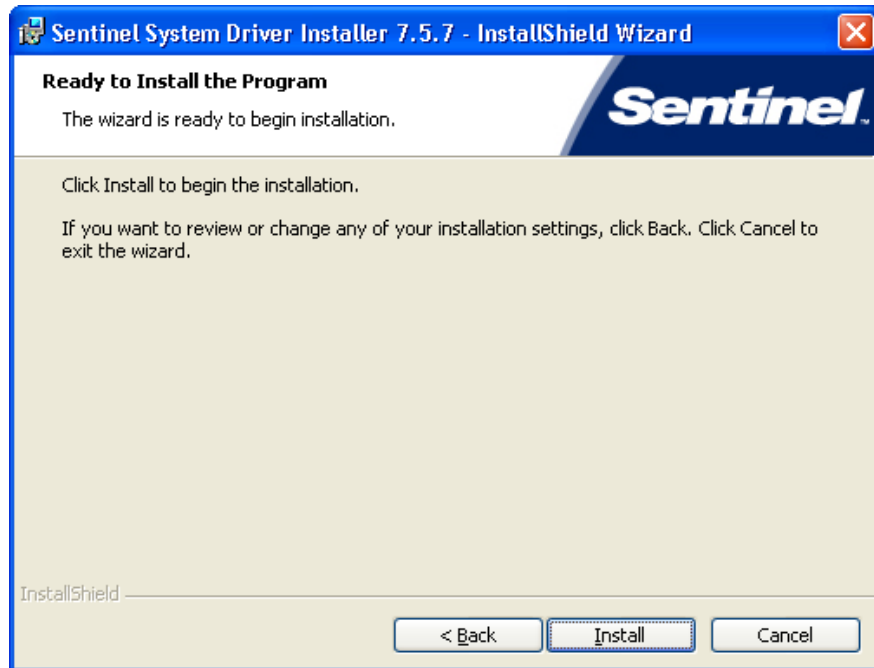 Sentinel System Driver Installer 7.5.7 - InstallShield Wizard
Ready to Install the Program
The wizard is ready to begin installation.
Sentinel™
Click Install to begin the installation.
If you want to review or change any of your installation settings, click Back. Click Cancel to
exit the wizard.
InstallShield
< Back
Install
Cancel